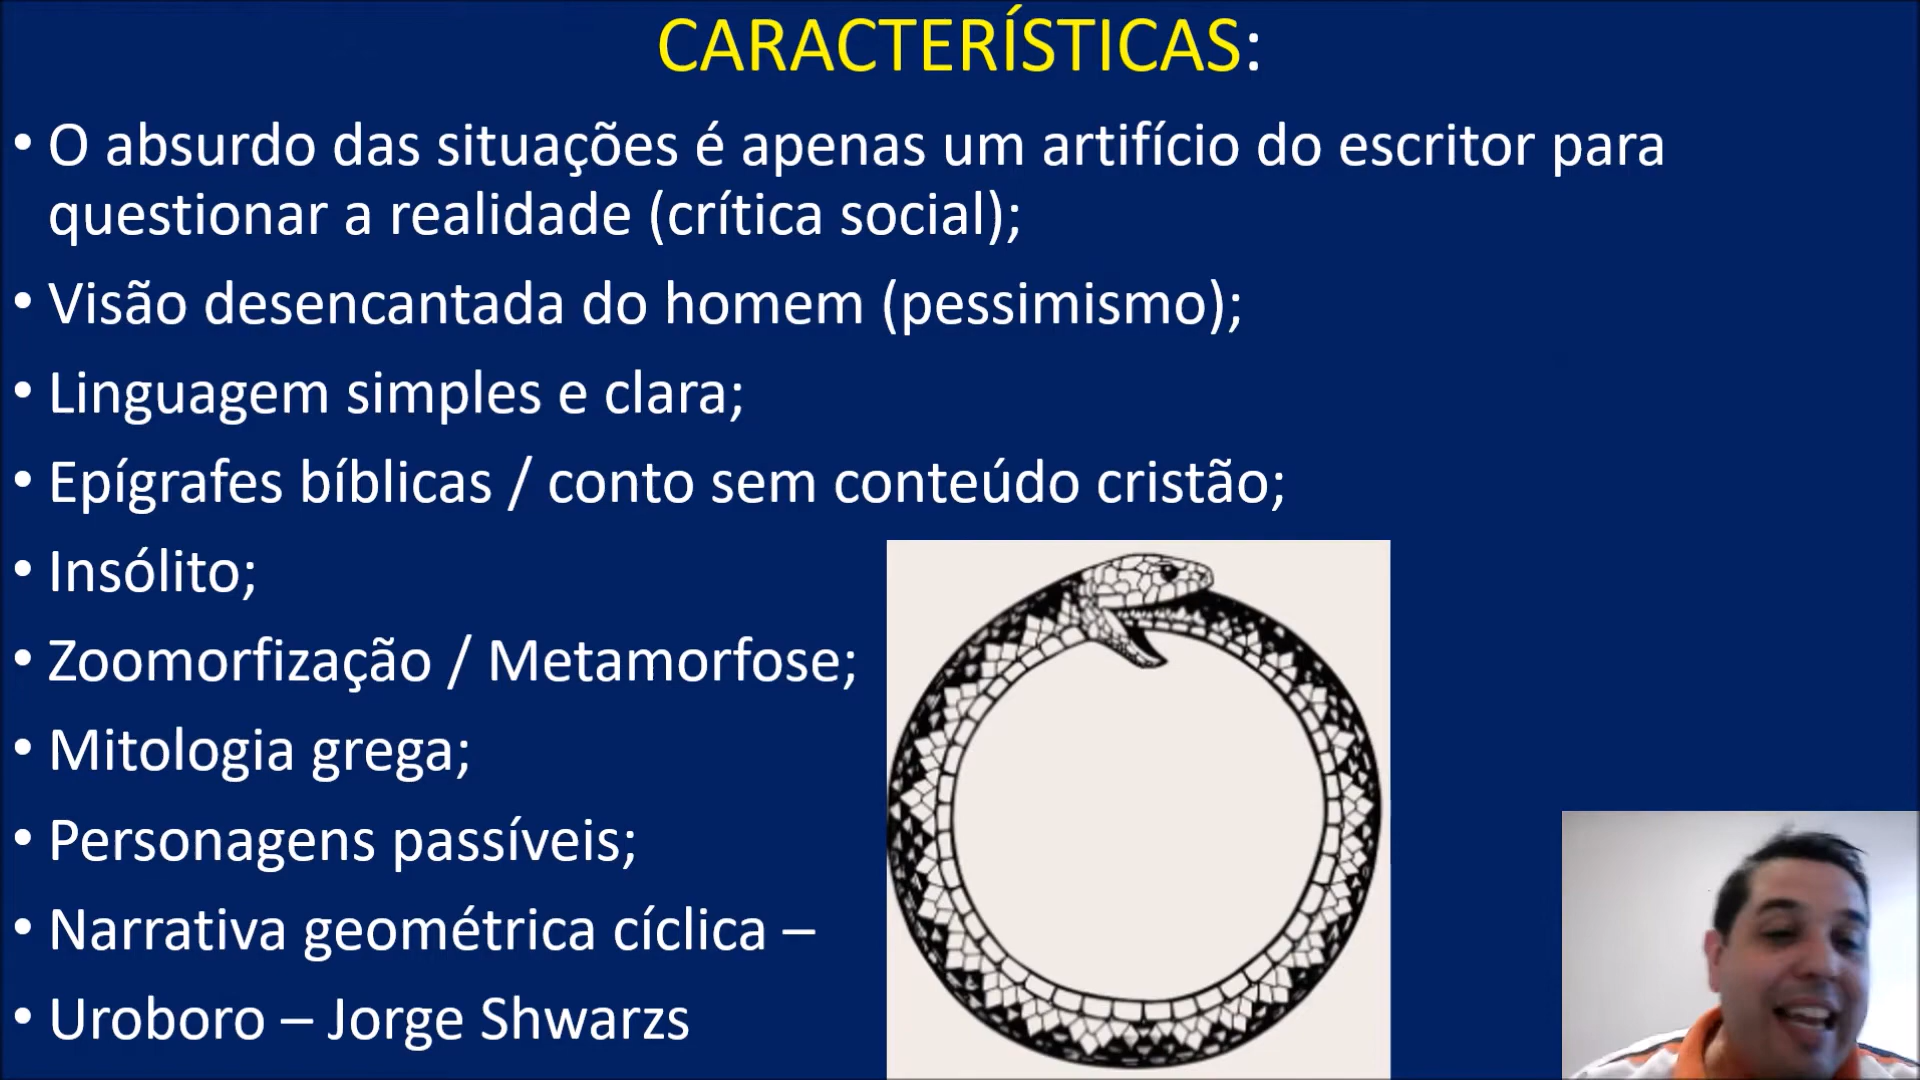 CARACTERÍSTICAS:
• O absurdo das situações é apenas um artifício do escritor para
questionar a realidade (crítica social);
• Visão desencantada do homem (pessimismo);
• Linguagem simples e clara;
• Epígrafes bíblicas / conto sem conteúdo cristão;
• Insólito;
• Zoomorfização / Metamorfose;
• Mitologia grega;
• Personagens passíveis;
• Narrativa geométrica cíclica –
• Uroboro – Jorge Shwarzs